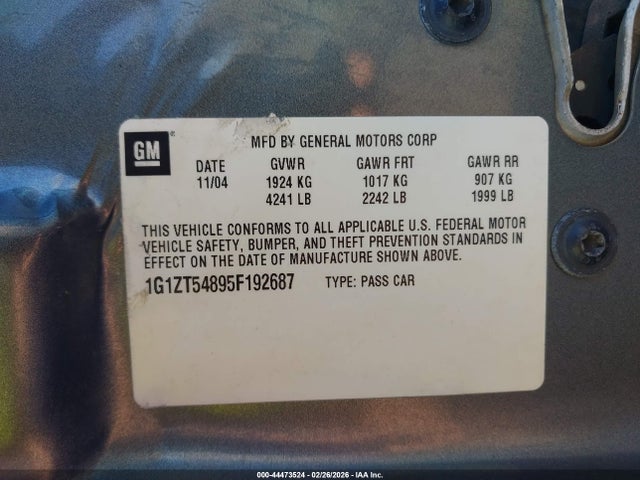 GM
MFD BY GENERAL MOTORS CORP
DATE GVWR GAWR FRT GAWR RR
11/04 1924 KG 1017 KG 907 KG
4241 LB 2242 LB 1999 LB
THIS VEHICLE CONFORMS TO ALL APPLICABLE U.S. FEDERAL MOTOR
VEHICLE SAFETY, BUMPER, AND THEFT PREVENTION STANDARDS IN
EFFECT ON THE DATE OF MANUFACTURE SHOWN ABOVE.
1G1ZT54895F192687 TYPE: PASS CAR
000-44473524 - 02/26/2026 - IAA Inc.